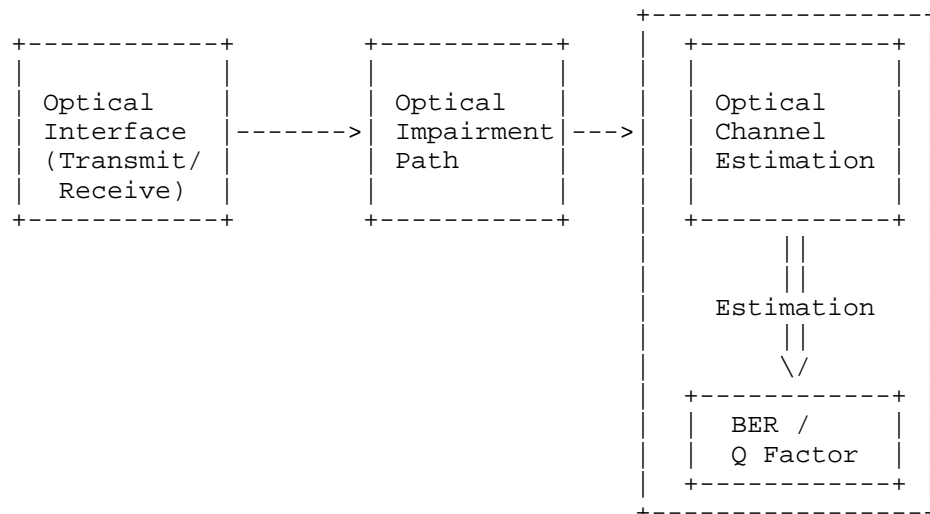 Optical
Interface
(Transmit/
Receive)
Optical
Impairment
Path
Optical
Channel
Estimation
Estimation
BER /
Q Factor